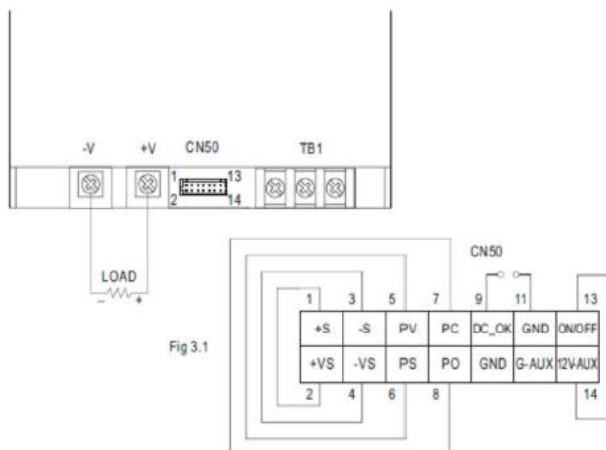 -V +V CN50 TB1
1 13
2 14
LOAD
- +
CN50
1 3 5 7 9 11 13
+S -S PV PC DC_OK GND ON/OFF
Fig 3.1
+VS -VS PS PO GND G-AUX 12V-AUX
2 4 6 8 14